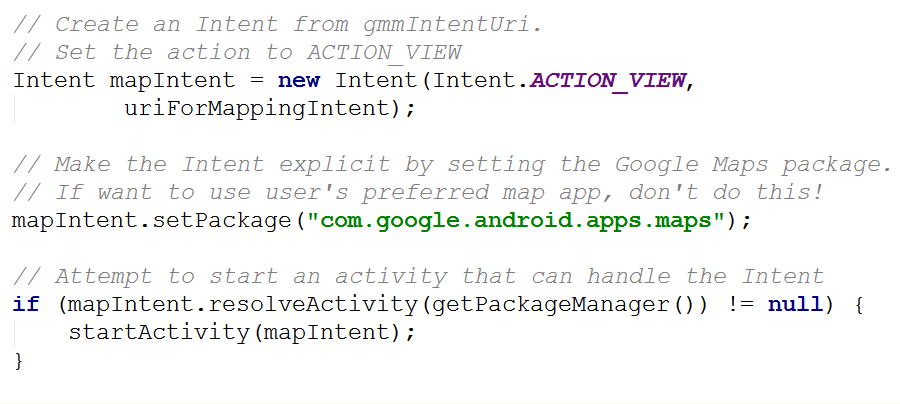 // Create an Intent from gmmIntentUri.
// Set the action to ACTION_VIEW
Intent mapIntent = new Intent(Intent.ACTION_VIEW,
        uriForMappingIntent);

// Make the Intent explicit by setting the Google Maps package.
// If want to use user's preferred map app, don't do this!
mapIntent.setPackage("com.google.android.apps.maps");

// Attempt to start an activity that can handle the Intent
if (mapIntent.resolveActivity(getPackageManager()) != null) {
    startActivity(mapIntent);
}